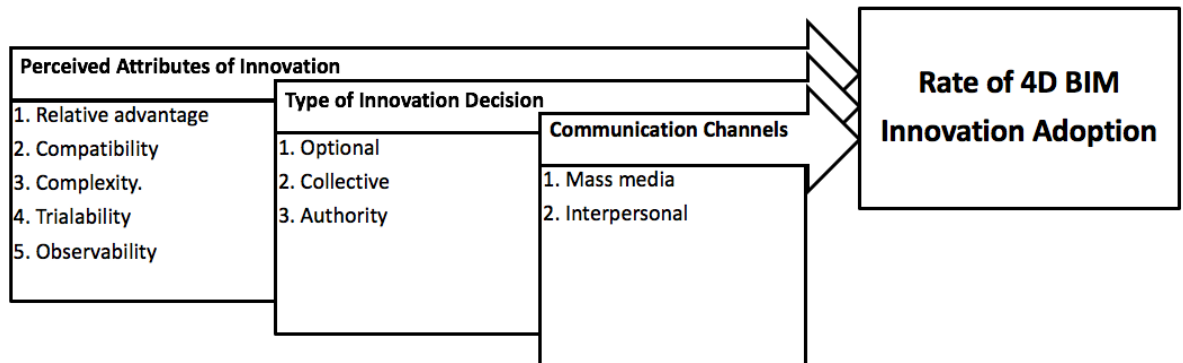 Perceived Attributes of Innovation
1. Relative advantage
2. Compatibility
3. Complexity.
4. Trialability
5. Observability
Type of Innovation Decision
1. Optional
2. Collective
3. Authority
Communication Channels
1. Mass media
2. Interpersonal
Rate of 4D BIM
Innovation Adoption